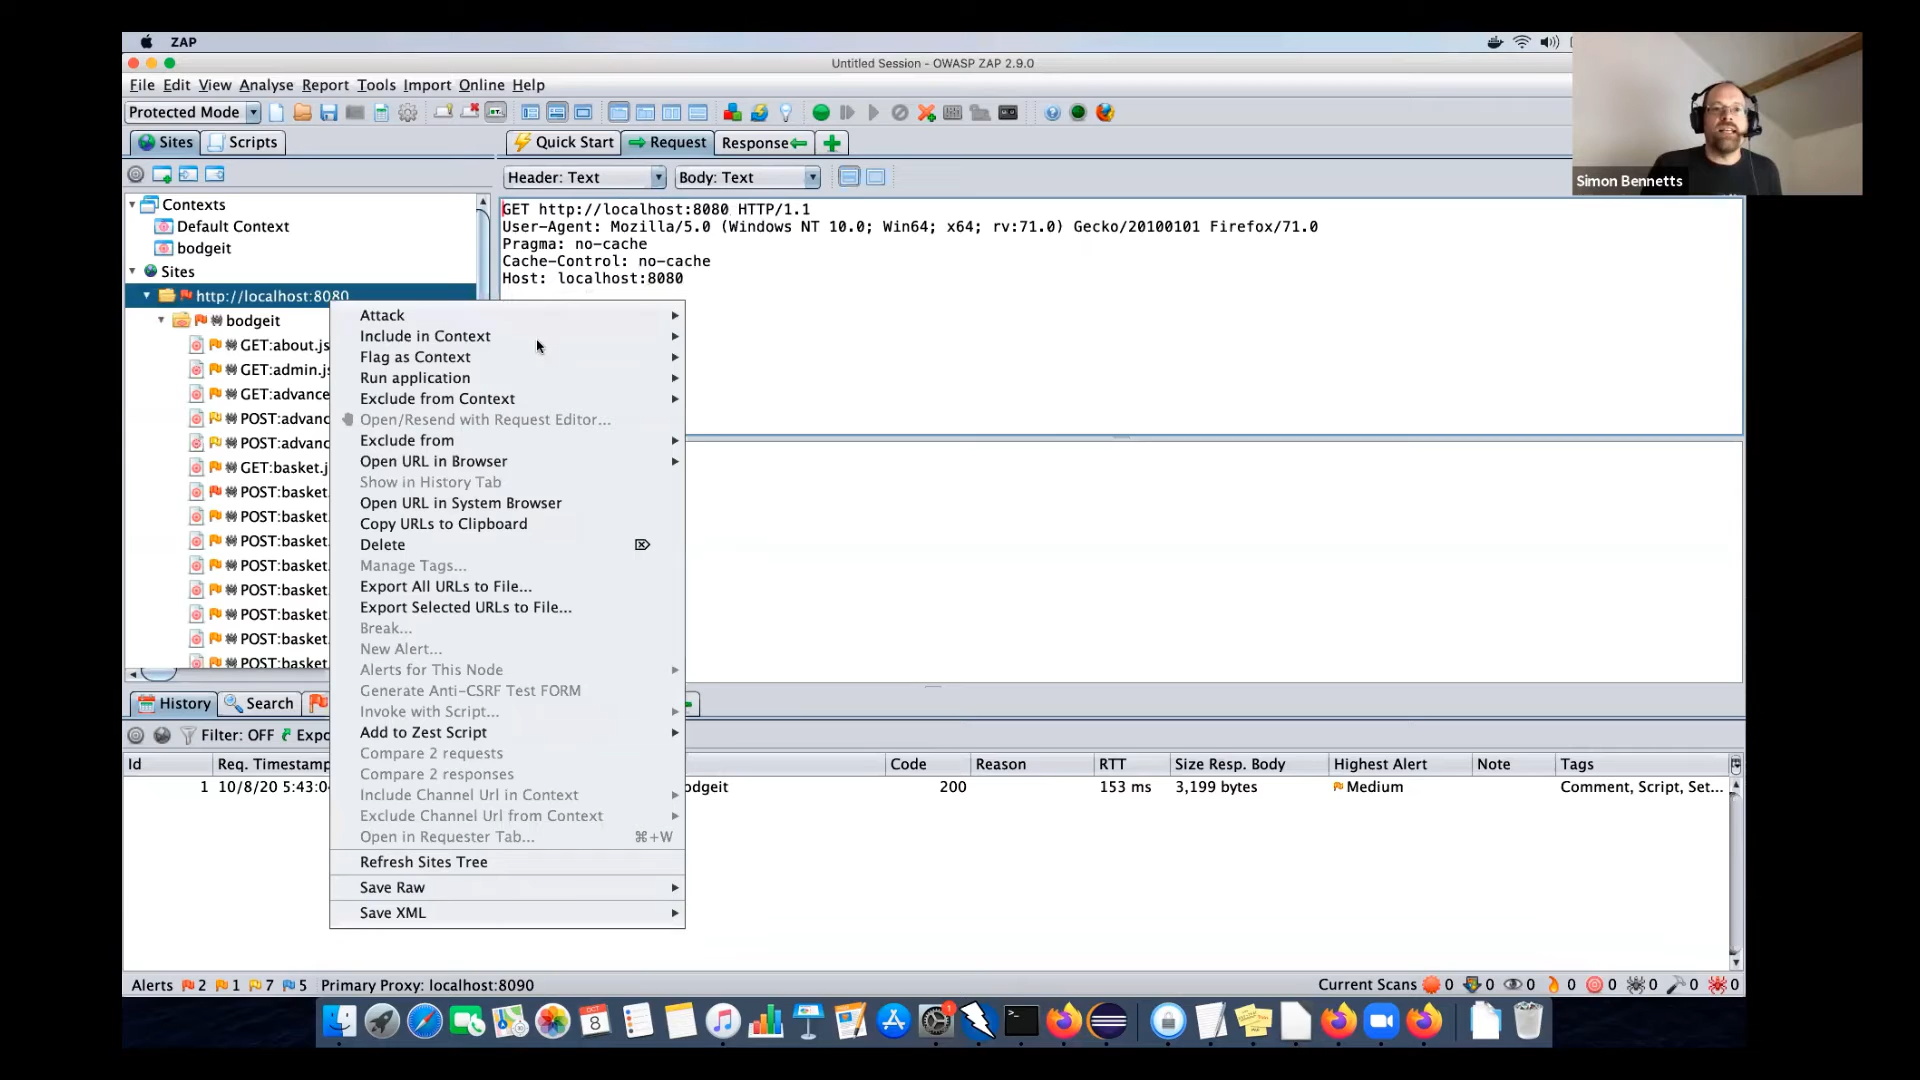 ZAP
Untitled Session - OWASP ZAP 2.9.0
File Edit View Analyse Report Tools Import Online Help
Protected Mode
Sites Scripts
Quick Start Request Response
Header: Text Body: Text
Simon Bennetts
Contexts
Default Context
bodgeit
Sites
http://localhost:8080
bodgeit
GET:about.js
GET:admin.js
GET:advance
POST:advanc
POST:advanc
GET:basket.j
POST:basket.
POST:basket.
POST:basket.
POST:basket.
POST:basket.
POST:basket.
POST:basket.
POST:basket.
GET http://localhost:8080 HTTP/1.1
User-Agent: Mozilla/5.0 (Windows NT 10.0; Win64; x64; rv:71.0) Gecko/20100101 Firefox/71.0
Pragma: no-cache
Cache-Control: no-cache
Host: localhost:8080
Attack
Include in Context
Flag as Context
Run application
Exclude from Context
Open/Resend with Request Editor...
Exclude from
Open URL in Browser
Show in History Tab
Open URL in System Browser
Copy URLs to Clipboard
Delete
Manage Tags...
Export All URLs to File...
Export Selected URLs to File...
Break...
New Alert...
Alerts for This Node
Generate Anti-CSRF Test FORM
Invoke with Script...
Add to Zest Script
Compare 2 requests
Compare 2 responses
Include Channel Url in Context
Exclude Channel Url from Context
Open in Requester Tab... ⌘+W
Refresh Sites Tree
Save Raw
Save XML
History Search
Filter: OFF Expo
Id Req. Timestamp Code Reason RTT Size Resp. Body Highest Alert Note Tags
1 10/8/20 5:43:0 odgeit 200 153 ms 3,199 bytes Medium Comment, Script, Set...
Alerts 2 1 7 5 Primary Proxy: localhost:8090
Current Scans 0 0 0 0 0 0 0 0
OCT
8
1